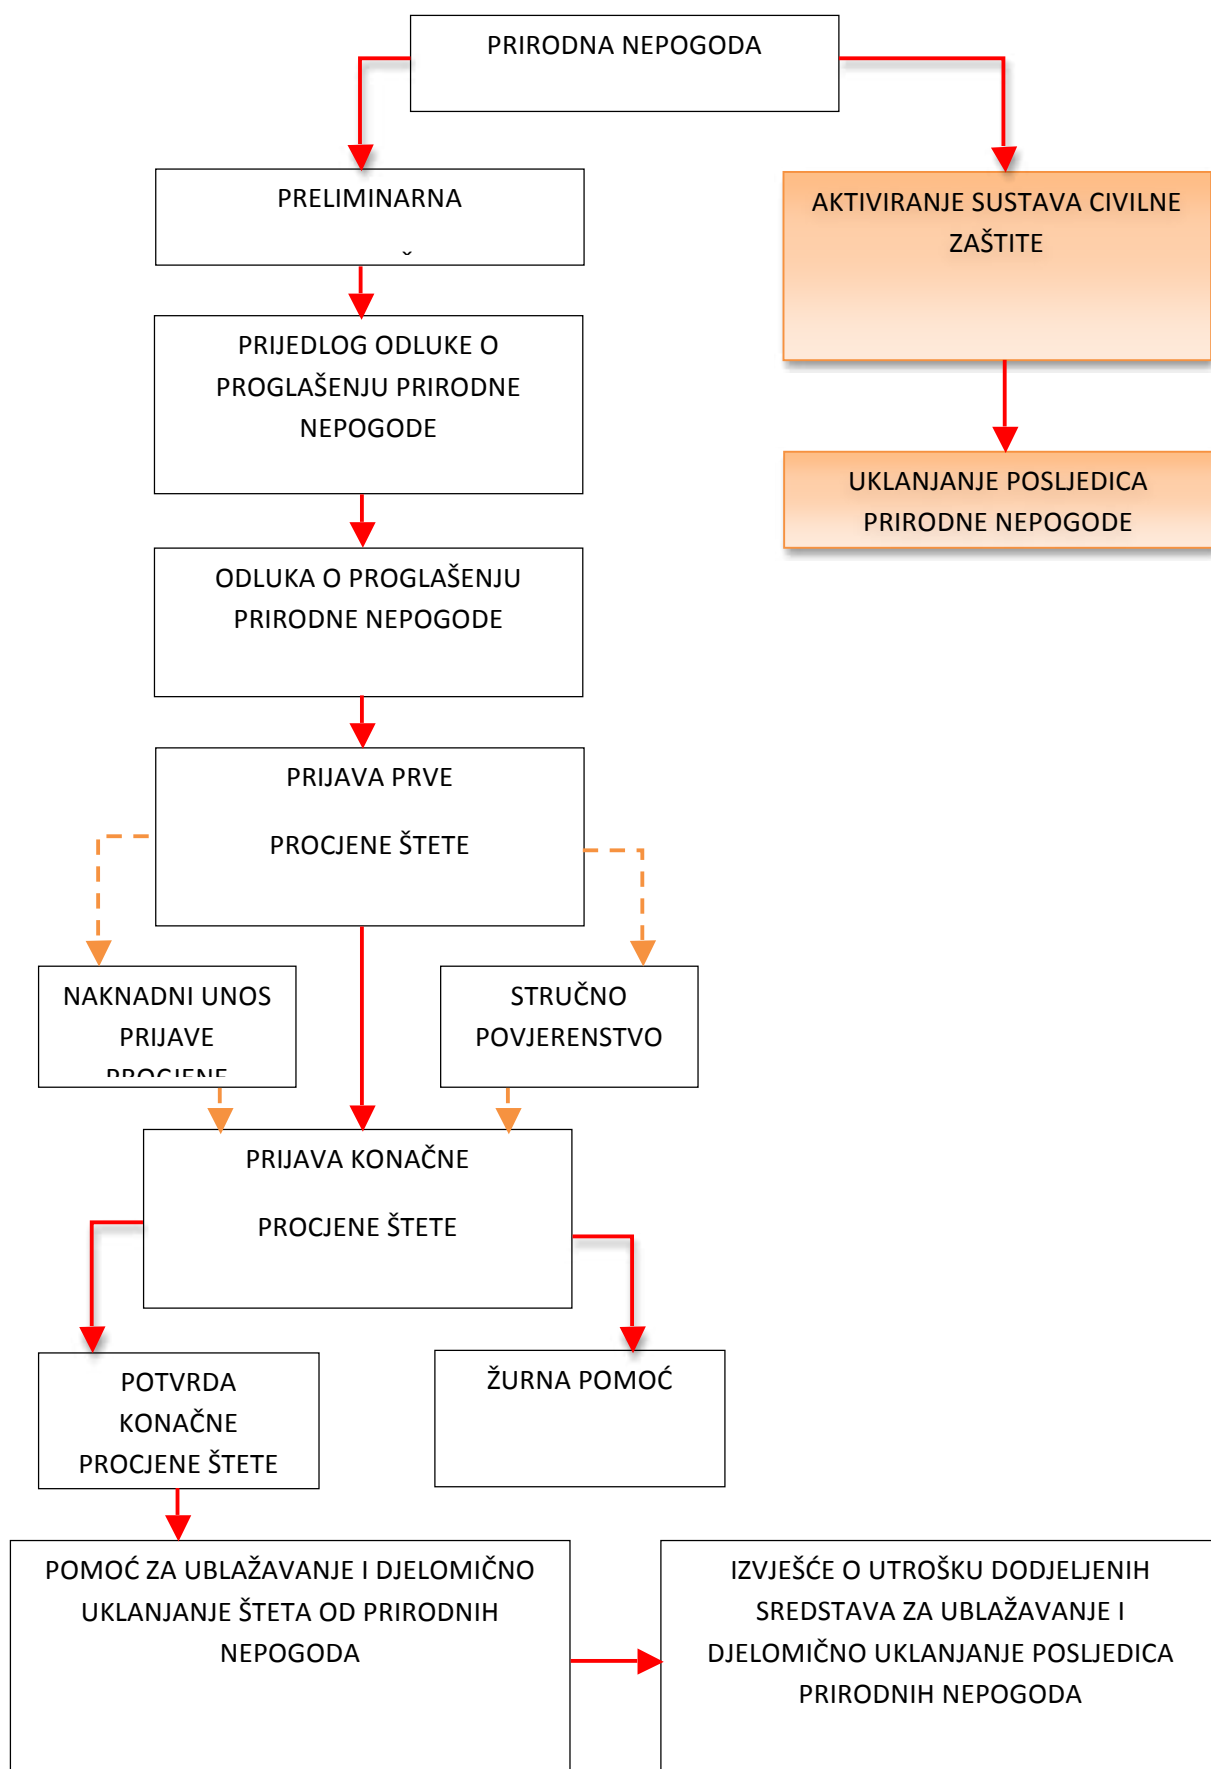 PRIRODNA NEPOGODA
PRELIMINARNA
AKTIVIRANJE SUSTAVA CIVILNE
ZAŠTITE
PRIJEDLOG ODLUKE O
PROGLAŠENJU PRIRODNE
NEPOGODE
UKLANJANJE POSLJEDICA
PRIRODNE NEPOGODE
ODLUKA O PROGLAŠENJU
PRIRODNE NEPOGODE
PRIJAVA PRVE
PROCJENE ŠTETE
NAKNADNI UNOS
PRIJAVE
PROCJENE
STRUČNO
POVJERENSTVO
PRIJAVA KONAČNE
PROCJENE ŠTETE
POTVRDA
KONAČNE
PROCJENE ŠTETE
ŽURNA POMOĆ
POMOĆ ZA UBLAŽAVANJE I DJELOMIČNO
UKLANJANJE ŠTETA OD PRIRODNIH
NEPOGODA
IZVJEŠĆE O UTROŠKU DODJELJENIH
SREDSTAVA ZA UBLAŽAVANJE I
DJELOMIČNO UKLANJANJE POSLJEDICA
PRIRODNIH NEPOGODA